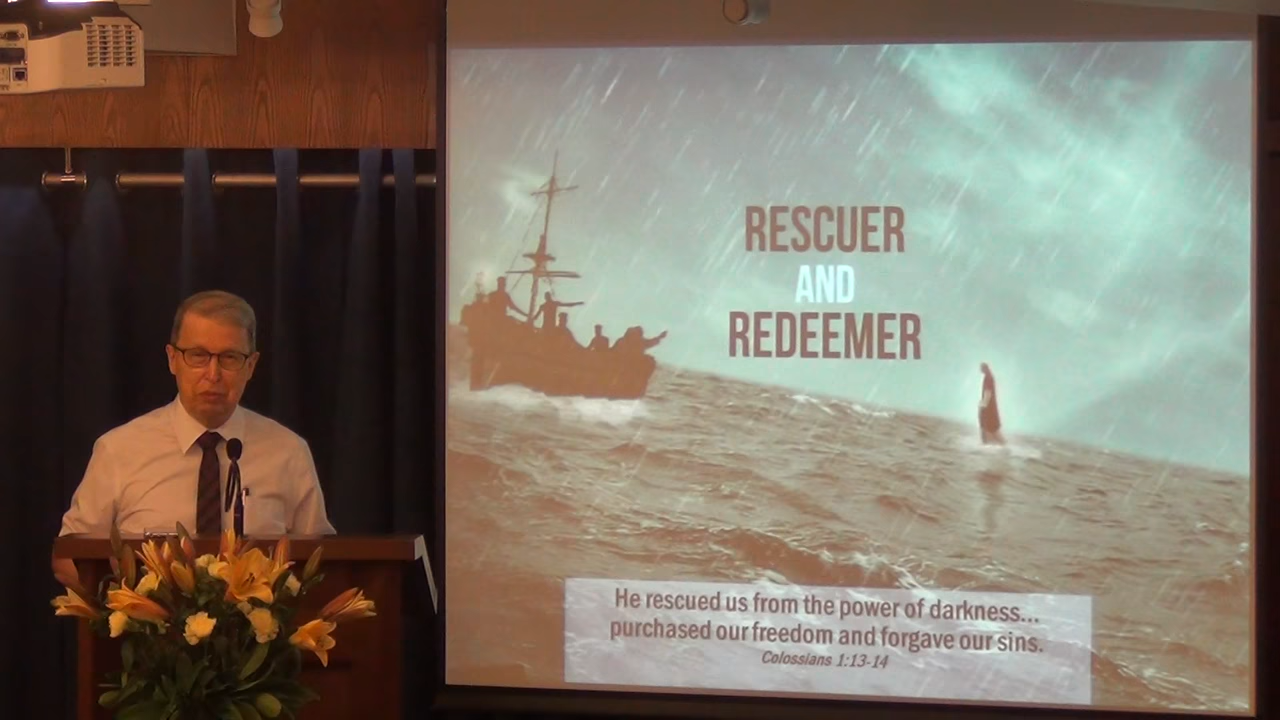 RESCUER
AND
REDEEMER
He rescued us from the power of darkness...
purchased our freedom and forgave our sins.
Colossians 1:13-14